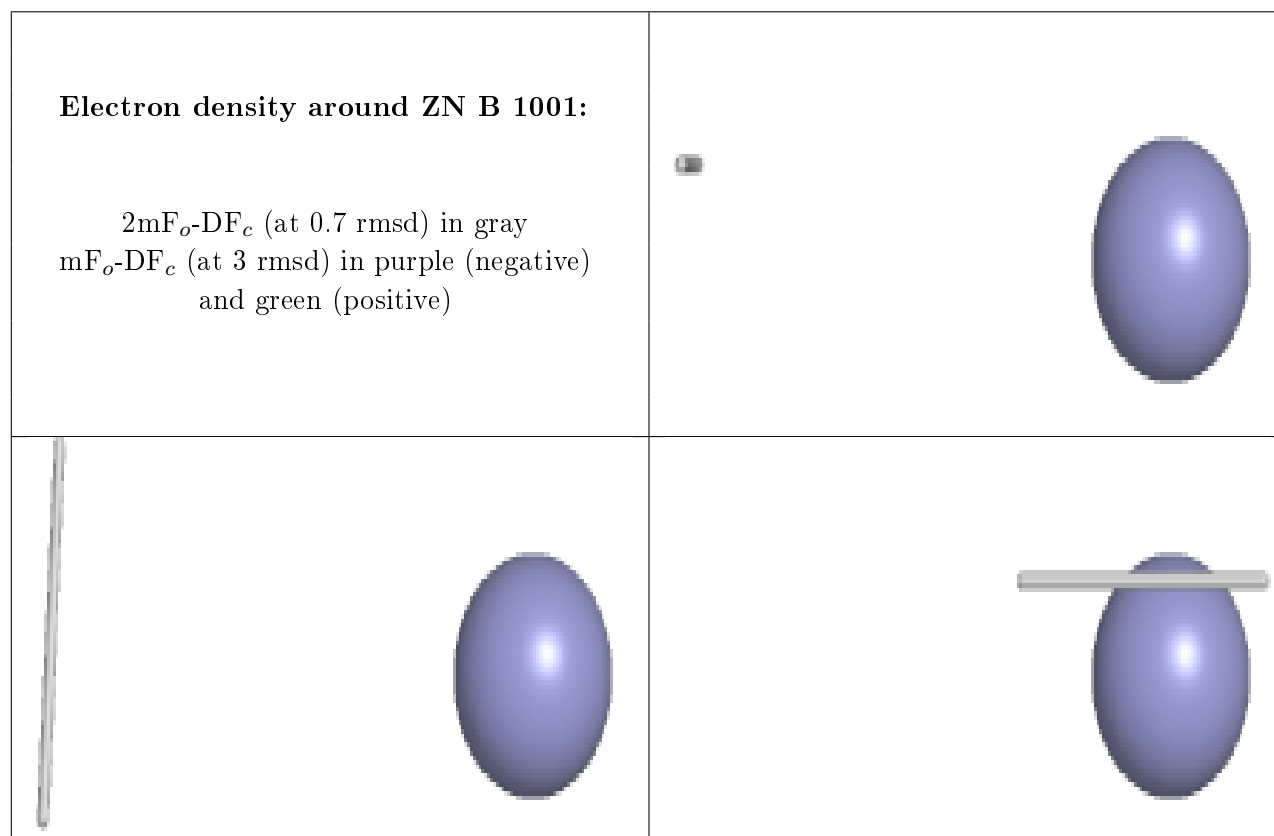 Electron density around ZN B 1001:
2mFo-DFc (at 0.7 rmsd) in gray
mFo-DFc (at 3 rmsd) in purple (negative)
and green (positive)